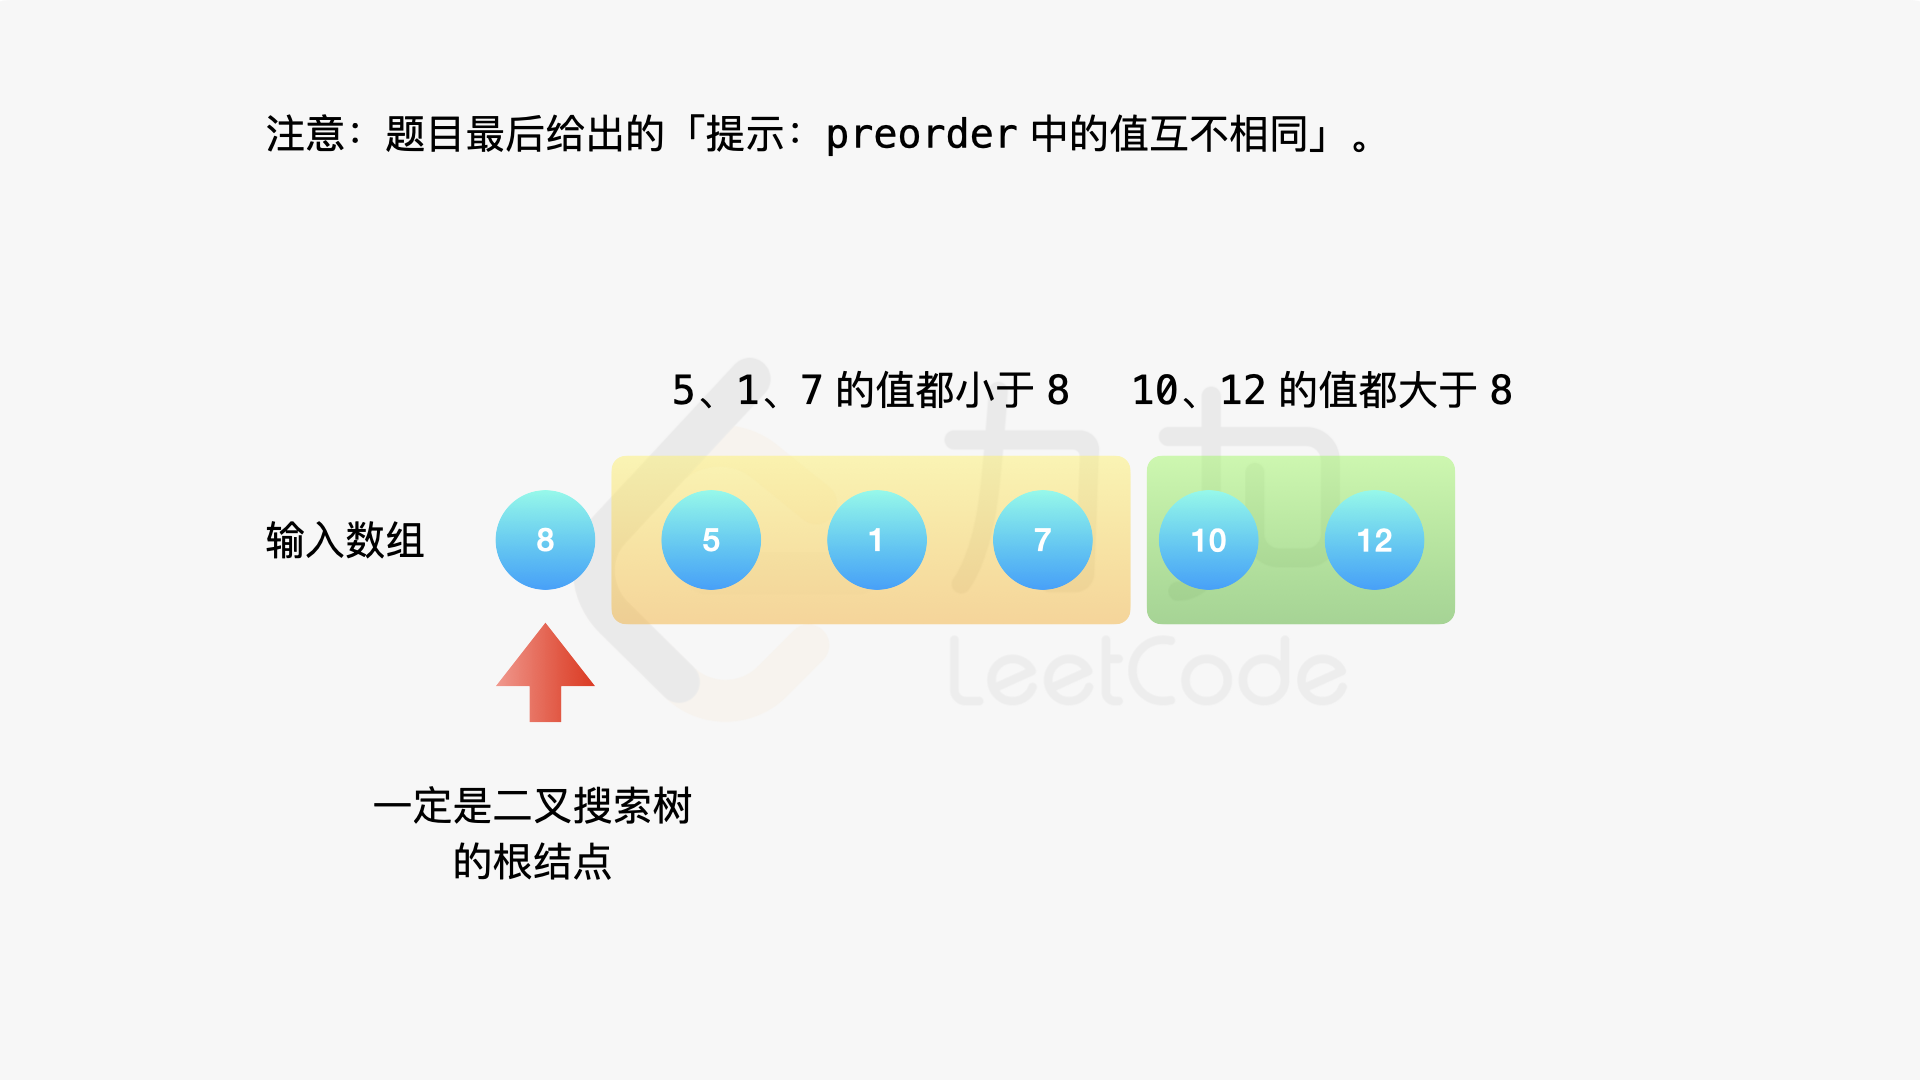 注意：题目最后给出的「提示：preorder 中的值互不相同」。
5、1、7 的值都小于 8
10、12 的值都大于 8
输入数组
8
5
1
7
10
12
力扣
LeetCode
一定是二叉搜索树
的根结点